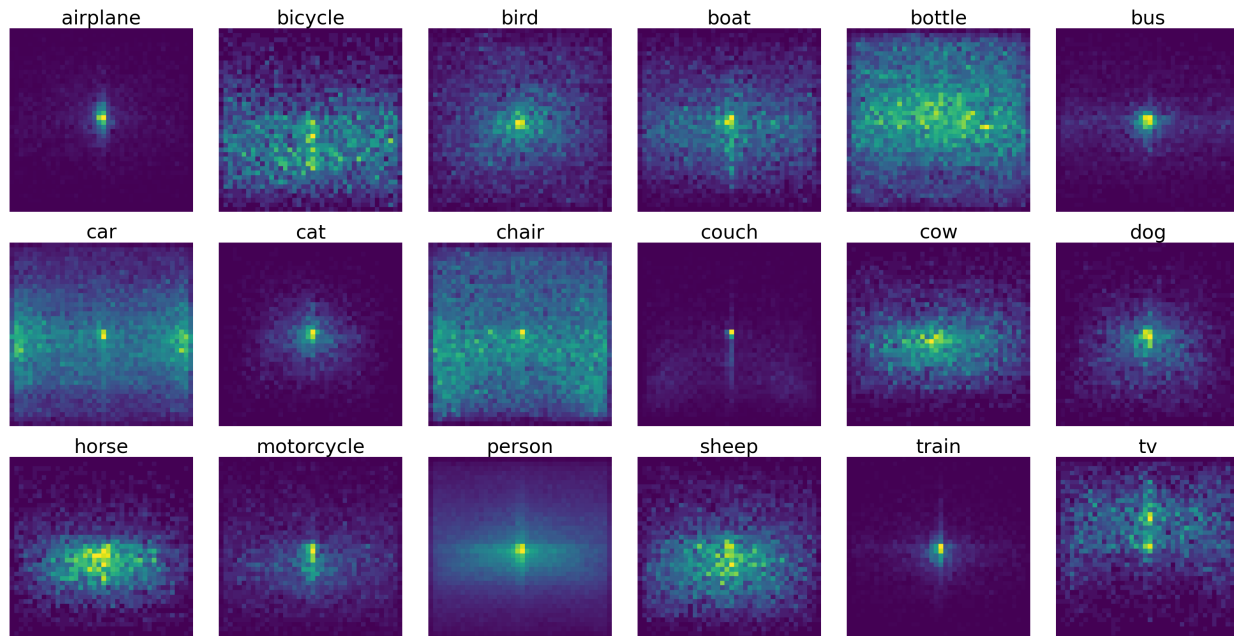 airplane bicycle bird boat bottle bus
car cat chair couch cow dog
horse motorcycle person sheep train tv